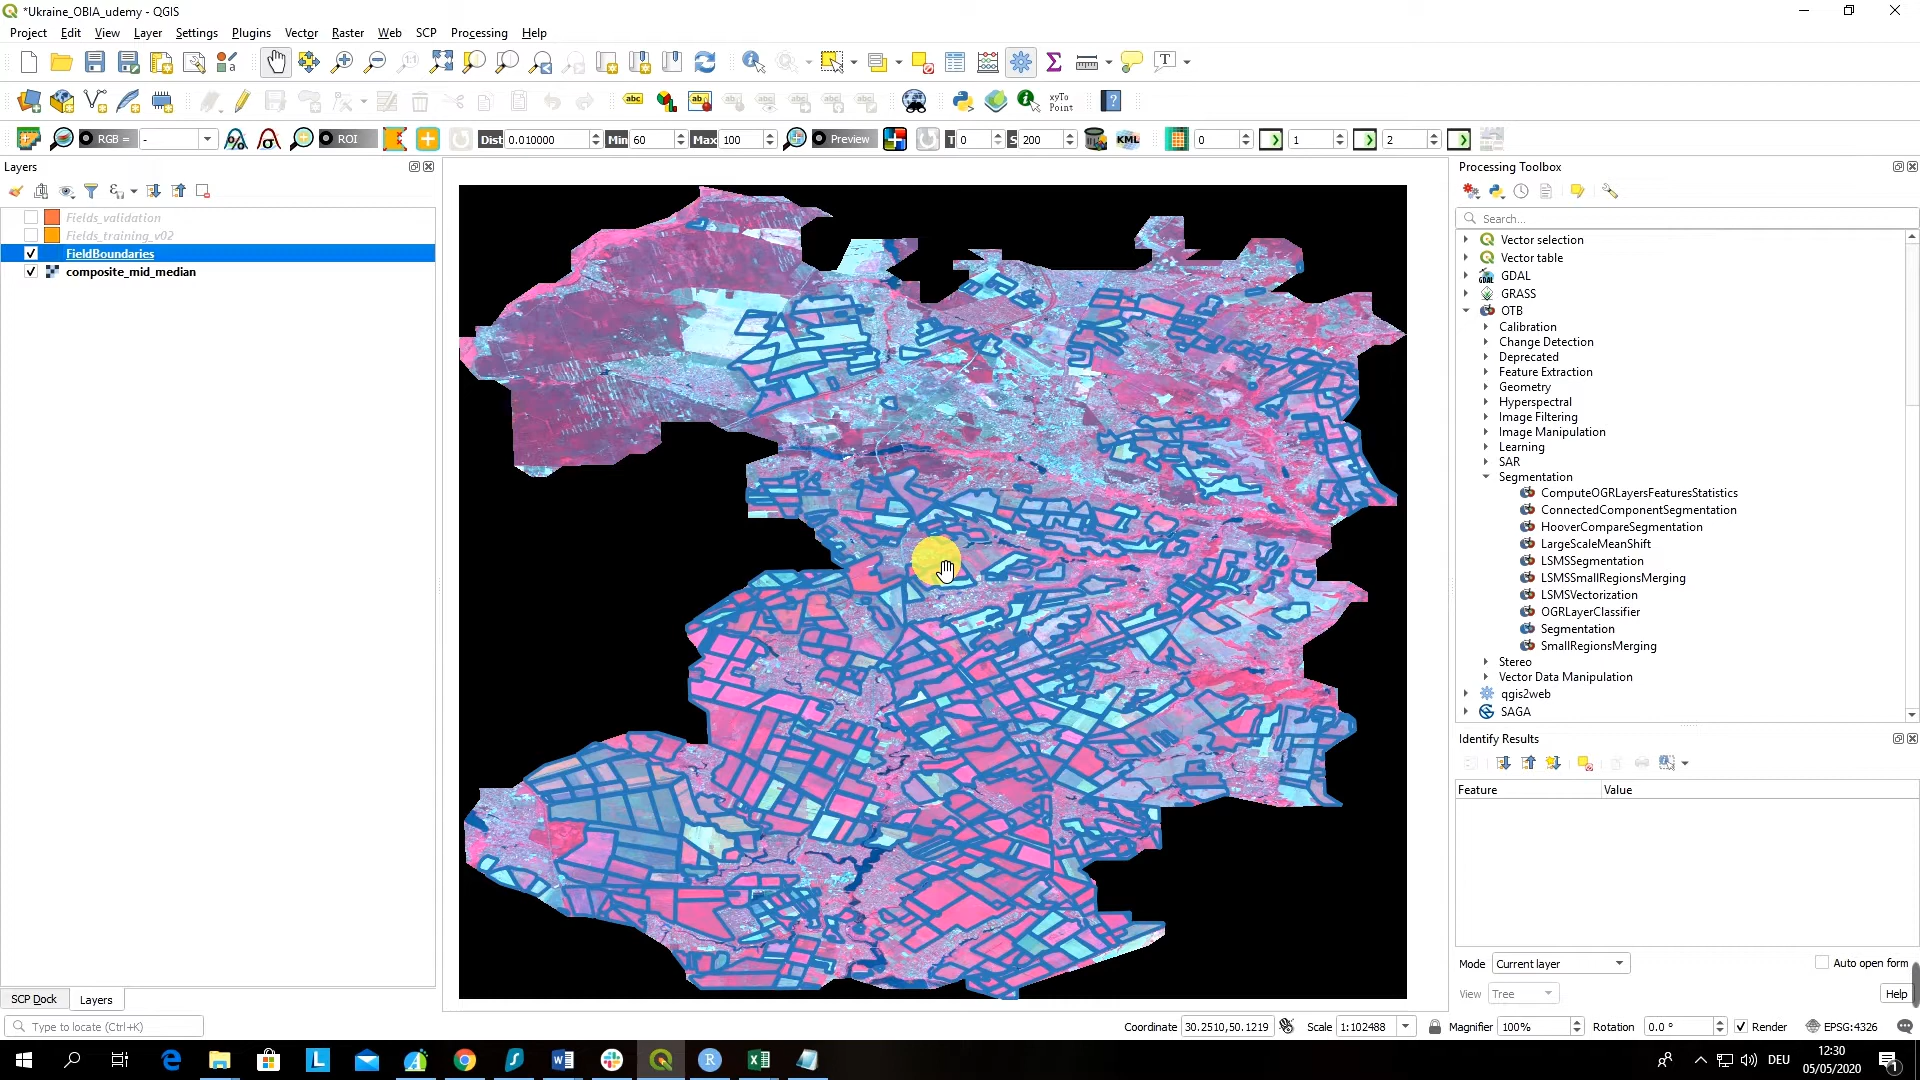 *Ukraine_OBIA_udemy - QGIS
Project Edit View Layer Settings Plugins Vector Raster Web SCP Processing Help
abc ab xyTo Point
RGB = - ROI Dist 0.010000 Min 60 Max 100 Preview T 0 S 200 KML 0 1 2
Layers
Fields_validation
Fields_training_v02
FieldBoundaries
composite_mid_median
Processing Toolbox
Search...
Vector selection
Vector table
GDAL
GRASS
OTB
Calibration
Change Detection
Deprecated
Feature Extraction
Geometry
Hyperspectral
Image Filtering
Image Manipulation
Learning
SAR
Segmentation
ComputeOGRLayersFeaturesStatistics
ConnectedComponentSegmentation
HooverCompareSegmentation
LargeScaleMeanShift
LSMSSegmentation
LSMSSmallRegionsMerging
LSMSVectorization
OGRLayerClassifier
Segmentation
SmallRegionsMerging
Stereo
Vector Data Manipulation
qgis2web
SAGA
Identify Results
Feature Value
Mode Current layer Auto open form
View Tree Help
SCP Dock Layers
Type to locate (Ctrl+K)
Coordinate 30.2510,50.1219 Scale 1:102488 Magnifier 100% Rotation 0.0 ° Render EPSG:4326
DEU
12:30
05/05/2020